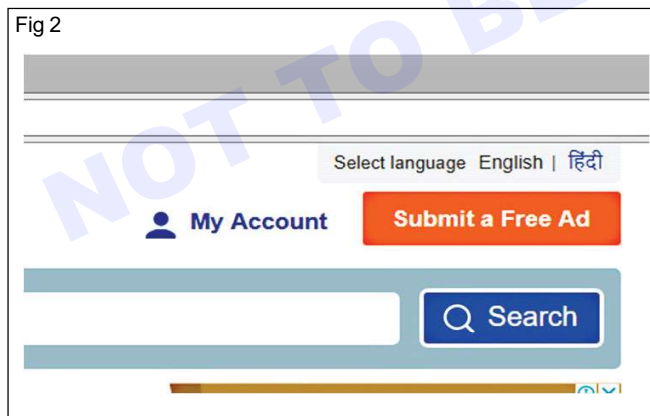 Fig 2
NOT TO BE
Select language English | हिंदी
My Account
Submit a Free Ad
Search